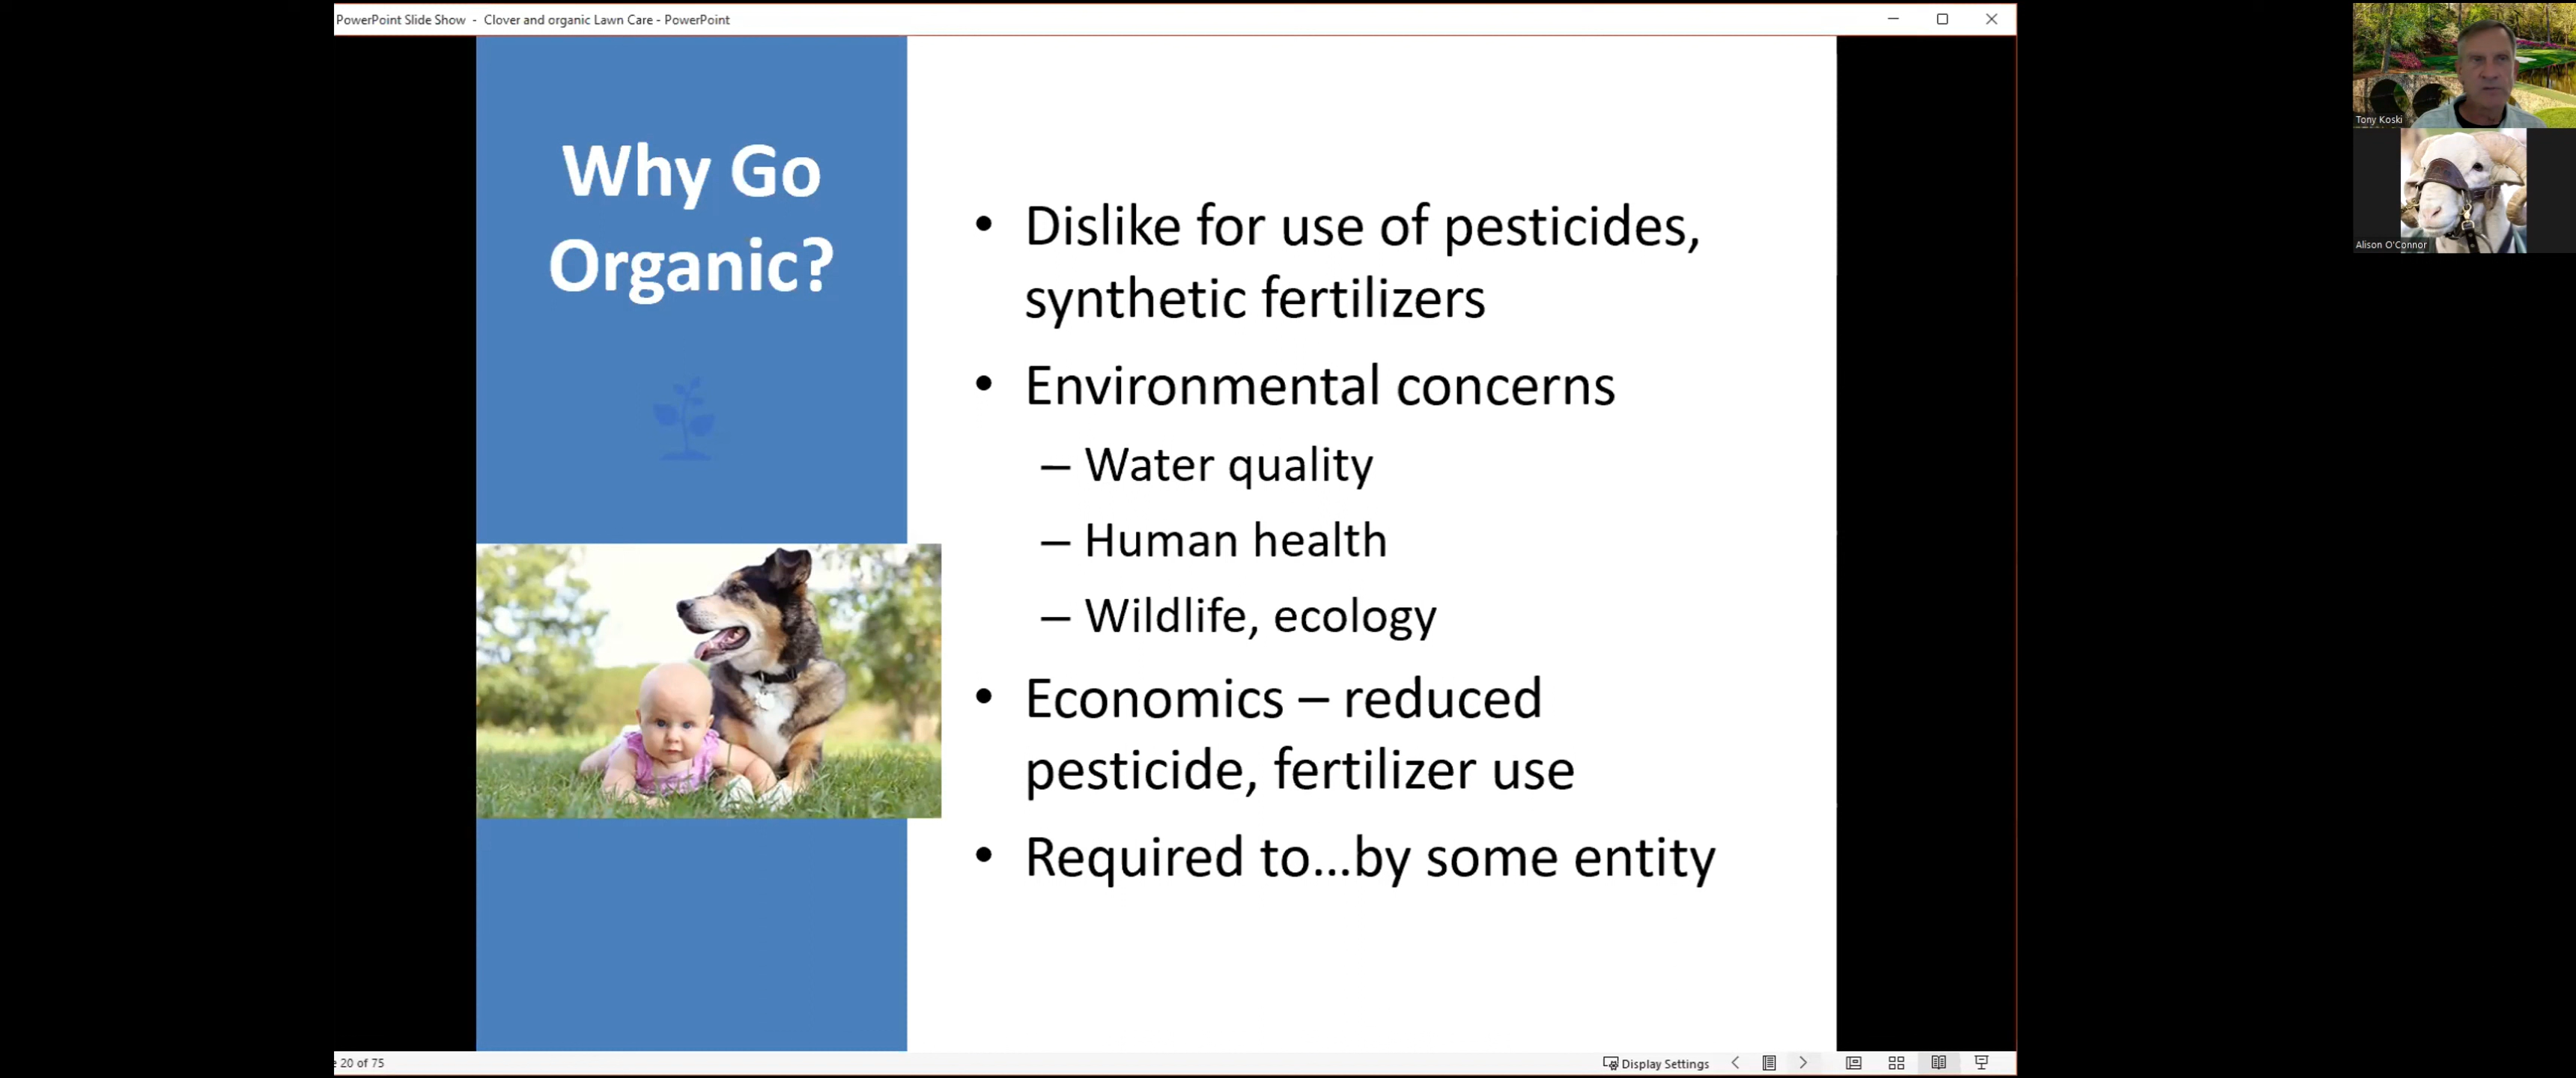 PowerPoint Slide Show - Clover and organic Lawn Care - PowerPoint
Why Go
Organic?
• Dislike for use of pesticides,
synthetic fertilizers
• Environmental concerns
– Water quality
– Human health
– Wildlife, ecology
• Economics – reduced
pesticide, fertilizer use
• Required to...by some entity
Tony Koski
Alison O'Connor
20 of 75
Display Settings